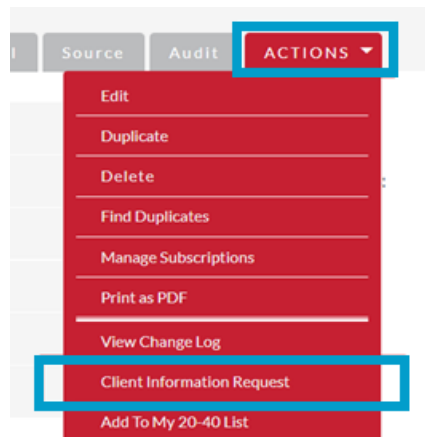 Source Audit ACTIONS
Edit
Duplicate
Delete
Find Duplicates
Manage Subscriptions
Print as PDF
View Change Log
Client Information Request
Add To My 20-40 List